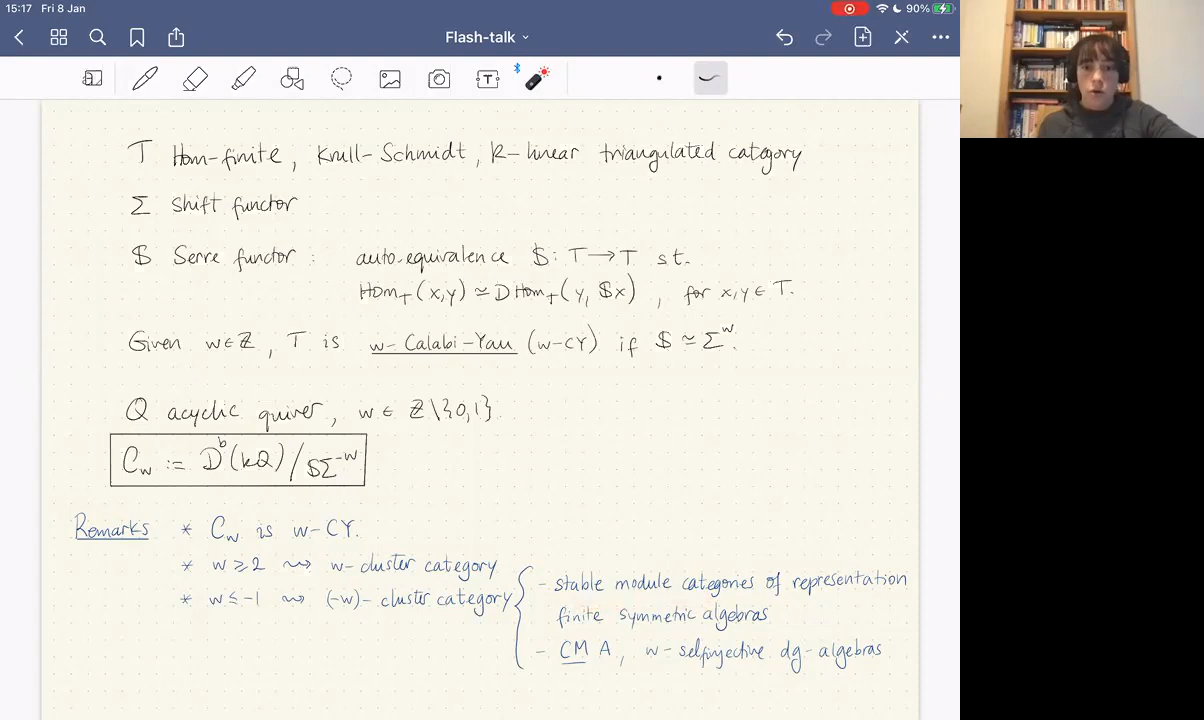 15:17 Fri 8 Jan
90%
Flash-talk
T Hom-finite, Krull-Schmidt, k-linear triangulated category
Σ shift functor
$ Serre functor : auto-equivalence $: T → T s.t.
Hom_T(x,y) ≃ D Hom_T(y, $x) , for x,y ∈ T.
Given w∈ℤ, T is w-Calabi-Yau (w-CY) if $ ≃ Σ^w.
Q acyclic quiver, w ∈ ℤ\{0,1}
C_w := D^b(kQ)/$Σ^-w
Remarks * C_w is w-CY.
* w ≥ 2 ⇝ w-cluster category
* w ≤ -1 ⇝ (-w)-cluster category
- stable module categories of representation
finite symmetric algebras
- CM A, w-selfinjective dg-algebras